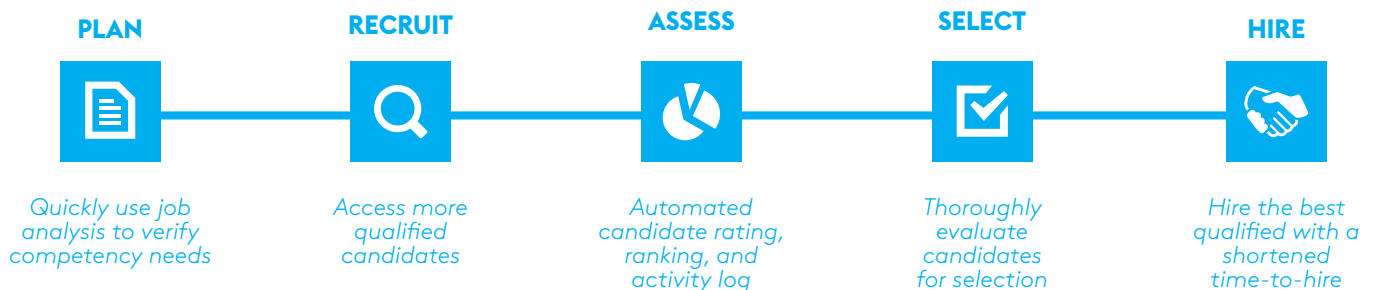 PLAN
RECRUIT
ASSESS
SELECT
HIRE
Quickly use job
analysis to verify
competency needs
Access more
qualified
candidates
Automated
candidate rating,
ranking, and
activity log
Thoroughly
evaluate
candidates
for selection
Hire the best
qualified with a
shortened
time-to-hire